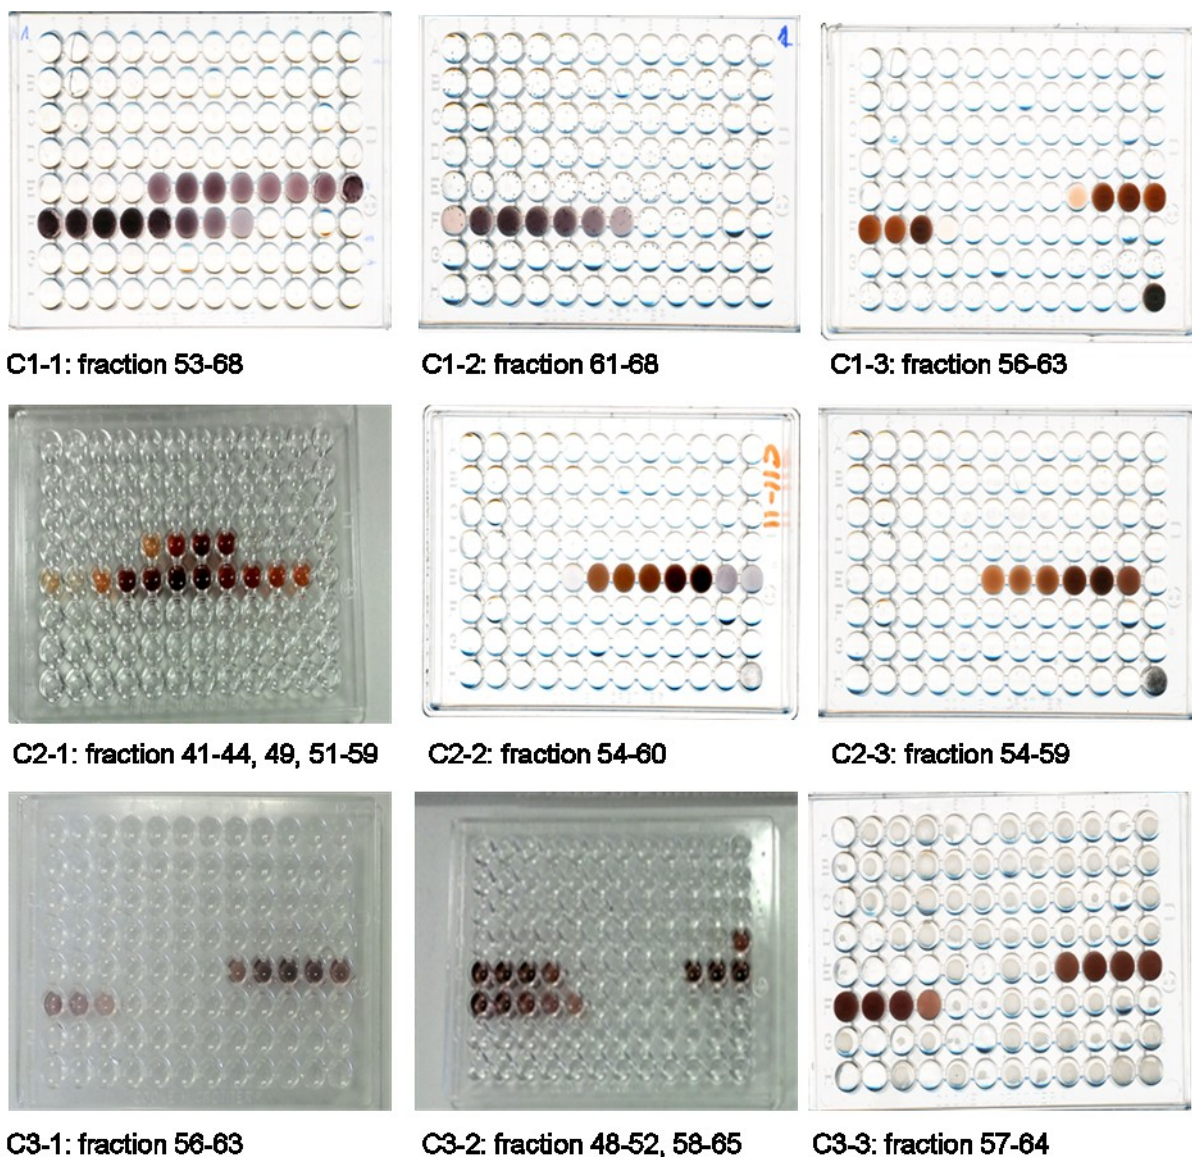 C1-1: fraction 53-68
C1-2: fraction 61-68
C1-3: fraction 56-63
C2-1: fraction 41-44, 49, 51-59
C2-2: fraction 54-60
C2-3: fraction 54-59
C3-1: fraction 56-63
C3-2: fraction 48-52, 58-65
C3-3: fraction 57-64